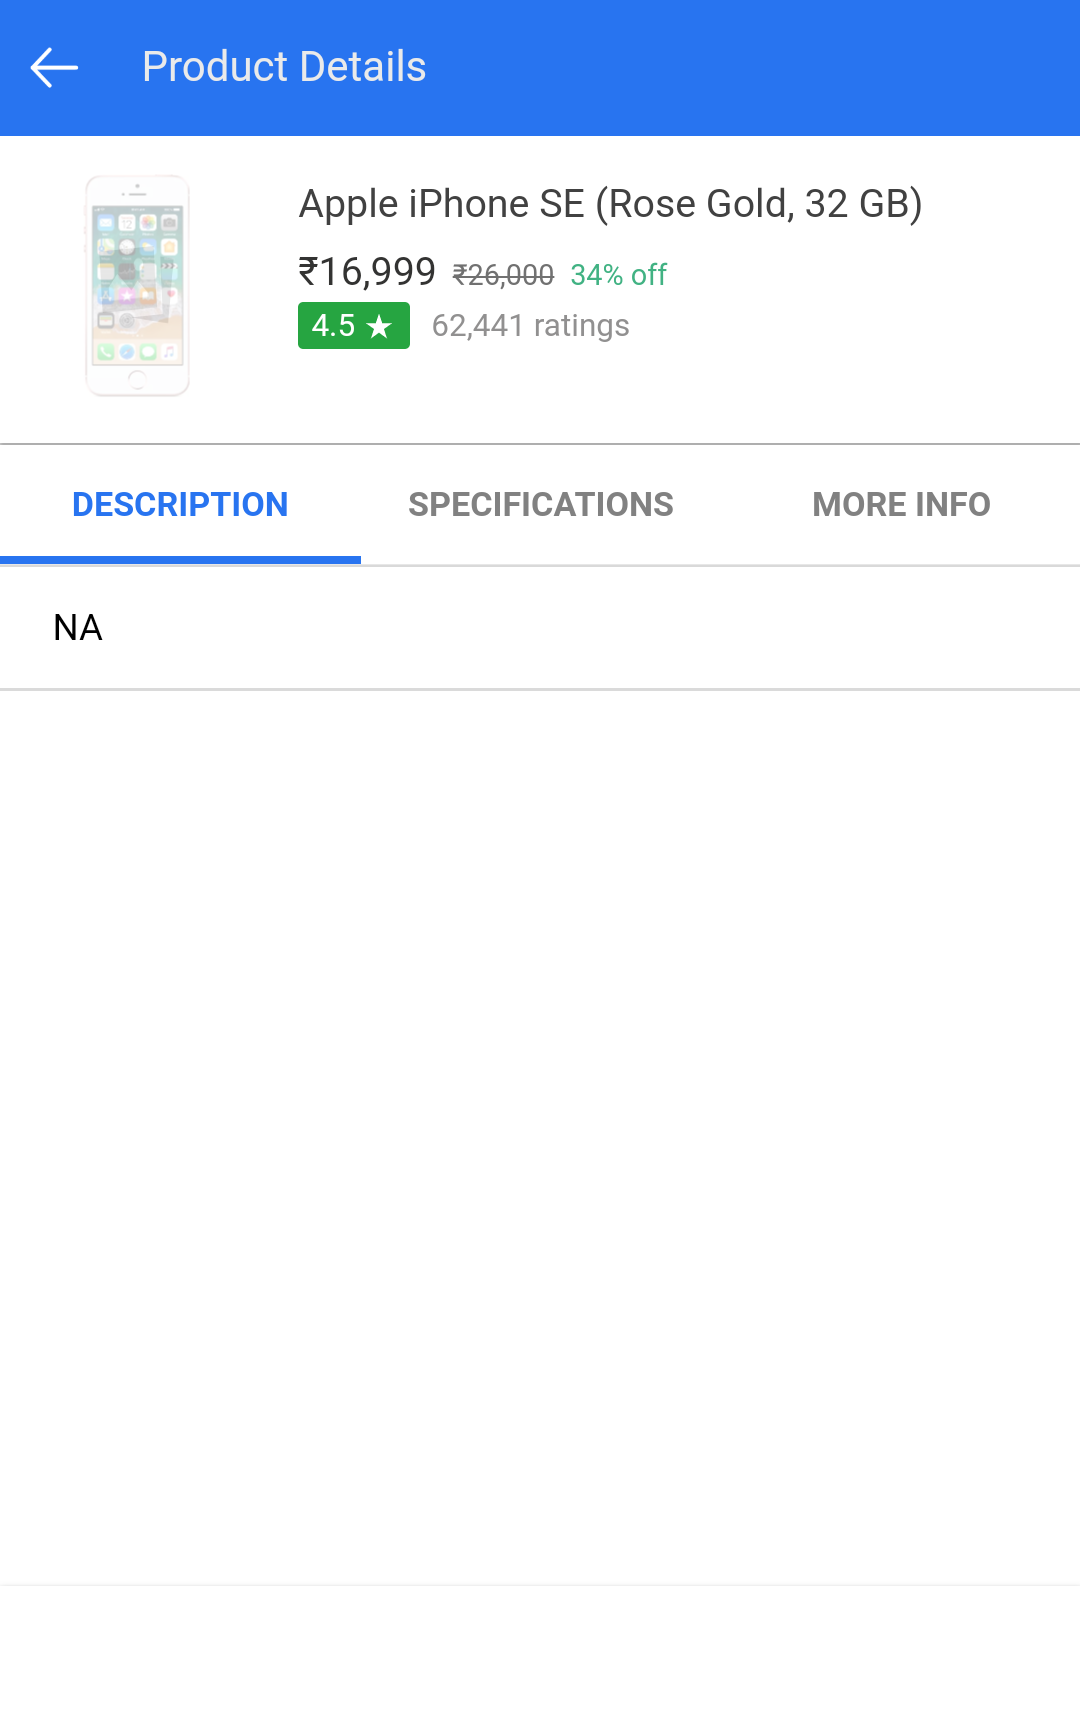 Product Details
Apple iPhone SE (Rose Gold, 32 GB)
₹16,999 ₹26,000 34% off
4.5 ★ 62,441 ratings
DESCRIPTION SPECIFICATIONS MORE INFO
NA